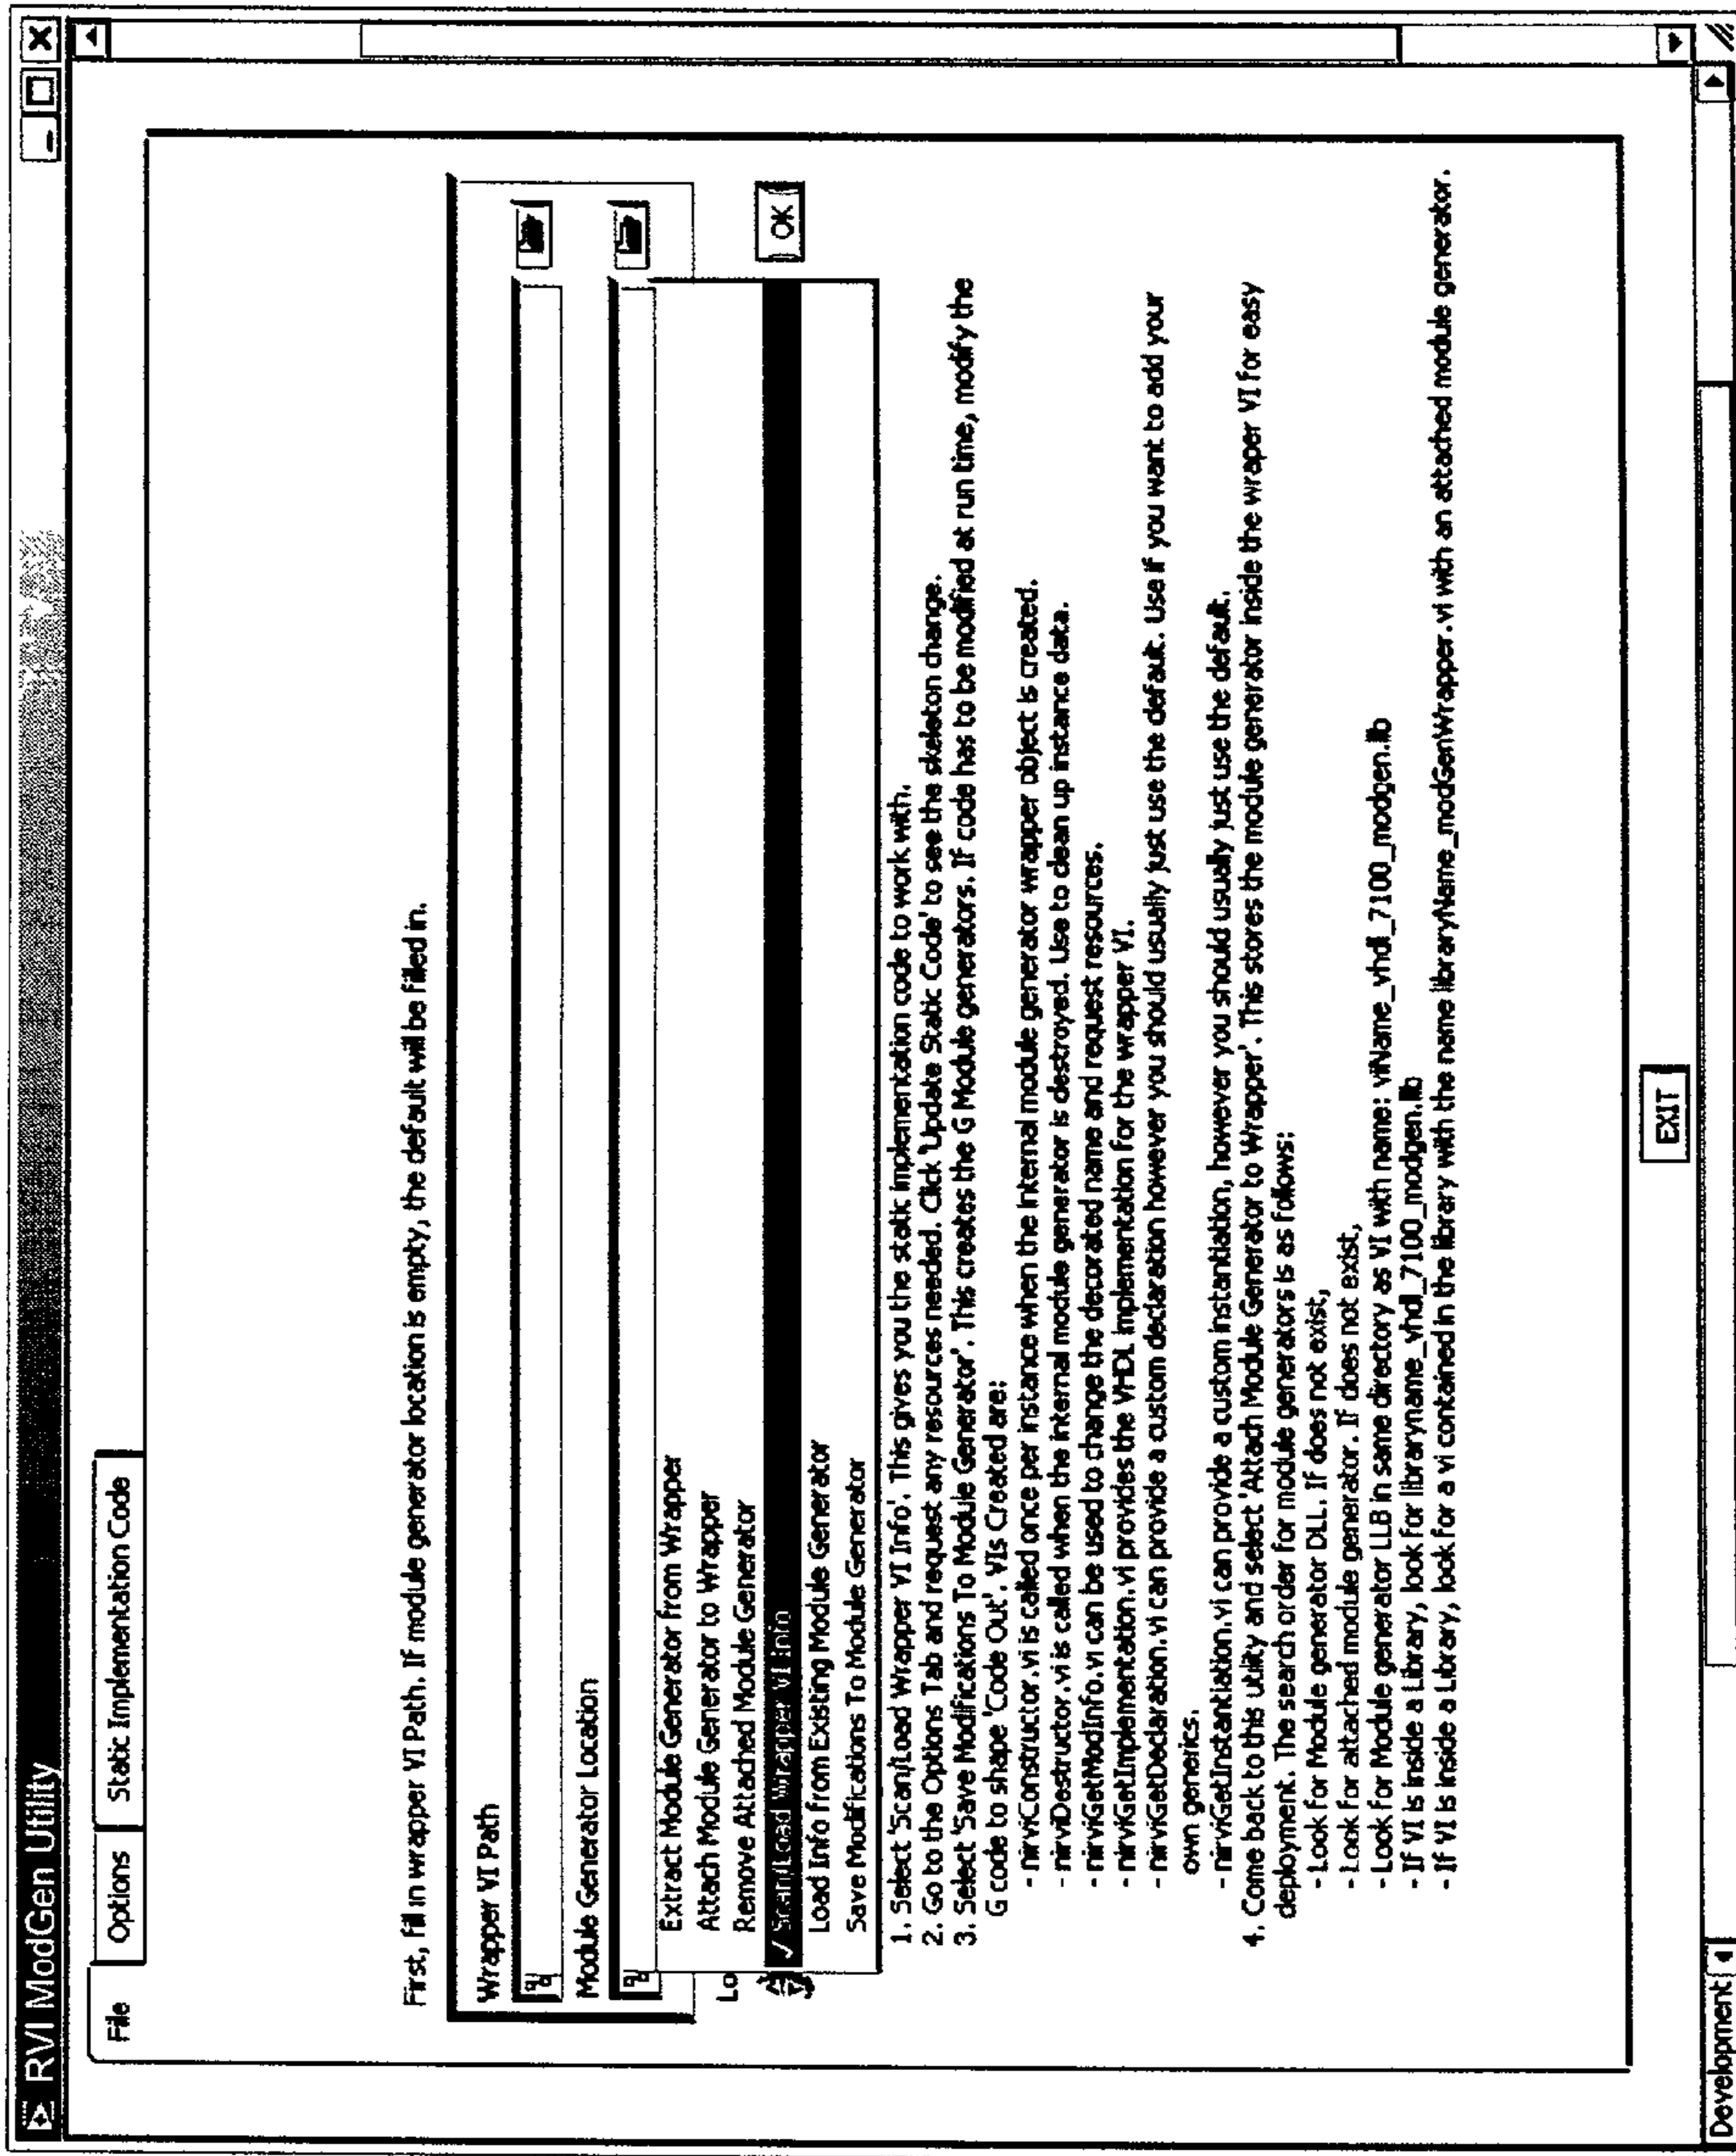 RVI ModGen Utility
File
Options
Static Implementation Code
First, fill in wrapper VI Path. If module generator location is empty, the default will be filled in.
Wrapper VI Path
Module Generator Location
Extract Module Generator from Wrapper
Attach Module Generator to Wrapper
Remove Attached Module Generator
Lo
✓ Scan/Load Wrapper VI Info
OK
Load Info from Existing Module Generator
Save Modifications To Module Generator
1. Select 'Scan/Load Wrapper VI Info'. This gives you the static implementation code to work with.
2. Go to the Options Tab and request any resources needed. Click 'Update Static Code' to see the skeleton change.
3. Select 'Save Modifications To Module Generator'. This creates the G Module generators. If code has to be modified at run time, modify the
G code to shape 'Code Out'. VIs Created are:
- nirviConstructor.vi is called once per instance when the internal module generator wrapper object is created.
- nirviDestructor.vi is called when the internal module generator is destroyed. Use to clean up instance data.
- nirviGetModInfo.vi can be used to change the decorated name and request resources.
- nirviGetImplementation.vi provides the VHDL implementation for the wrapper VI.
- nirviGetDeclaration.vi can provide a custom declaration however you should usually just use the default. Use if you want to add your
own generics.
- nirviGetInstantiation.vi can provide a custom instantiation, however you should usually just use the default.
4. Come back to this utility and select 'Attach Module Generator to Wrapper'. This stores the module generator inside the wraper VI for easy
deployment. The search order for module generators is as follows:
- Look for Module generator DLL. If does not exist,
- Look for attached module generator. If does not exist,
- Look for Module generator LLB in same directory as VI with name: viName_vhdl_7100_modgen.llb
- If VI is inside a Library, look for libraryname_vhdl_7100_modgen.llb
- If VI is inside a Library, look for a vi contained in the library with the name libraryName_modGenWrapper.vi with an attached module generator.
EXIT
Development